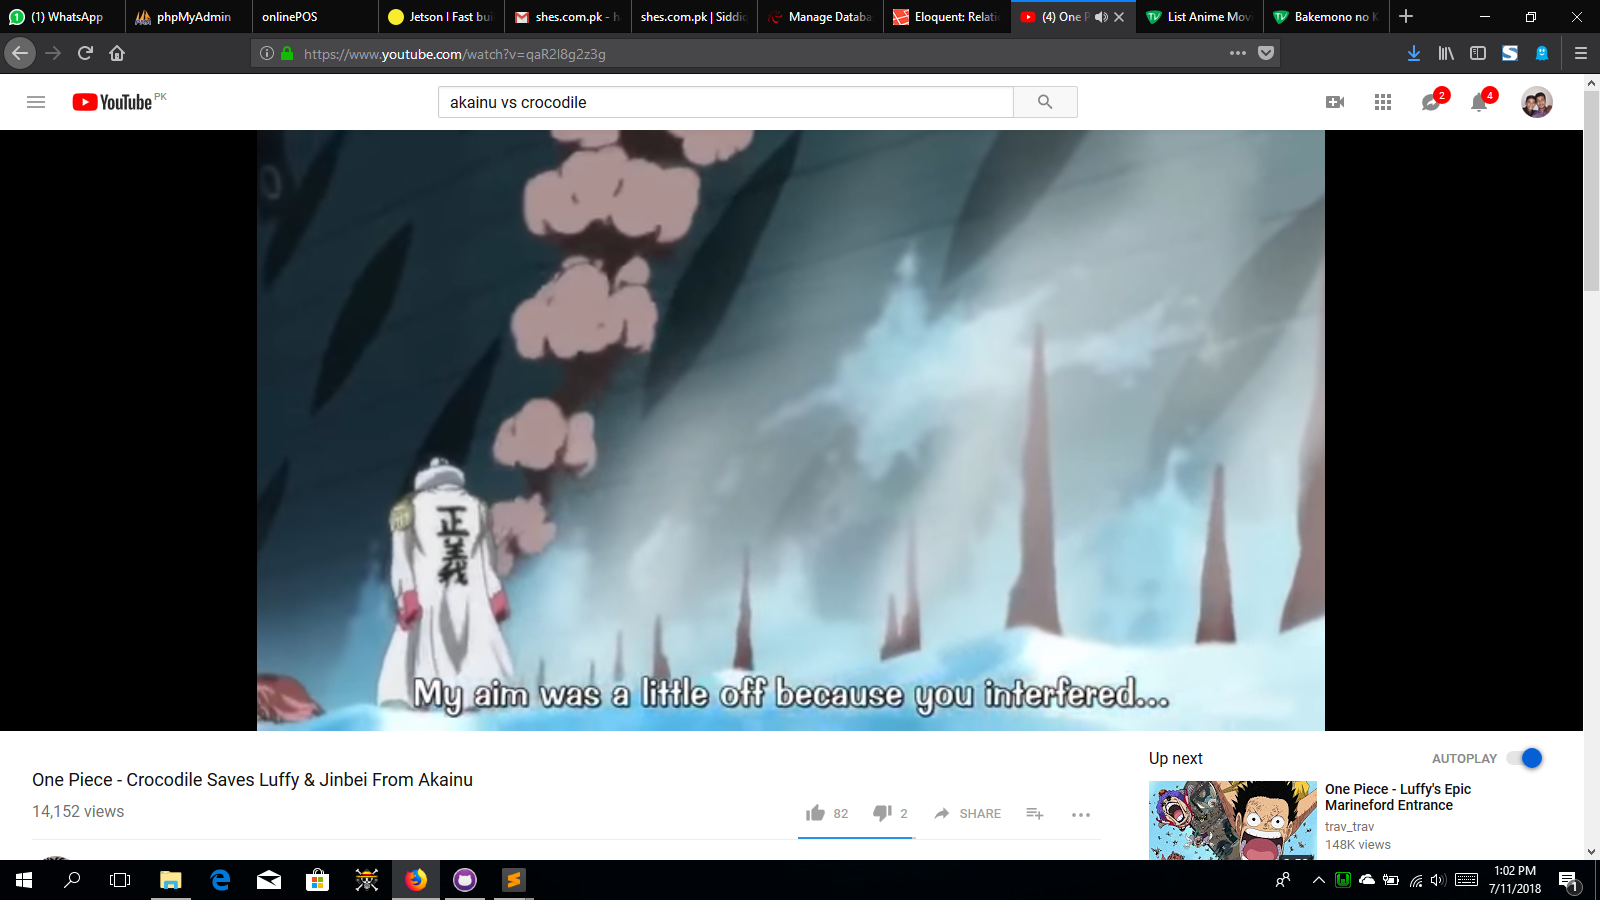 (1) WhatsApp
phpMyAdmin
onlinePOS
Jetson | Fast bui
shes.com.pk - h
shes.com.pk | Siddiq
Manage Databa
Eloquent: Relati
(4) One P
List Anime Movi
Bakemono no K
https://www.youtube.com/watch?v=qaR2l8g2z3g
YouTube PK
akainu vs crocodile
2
4
正義
My aim was a little off because you interfered...
One Piece - Crocodile Saves Luffy & Jinbei From Akainu
14,152 views
82
2
SHARE
Up next
AUTOPLAY
One Piece - Luffy's Epic
Marineford Entrance
trav_trav
148K views
1:02 PM
7/11/2018
1